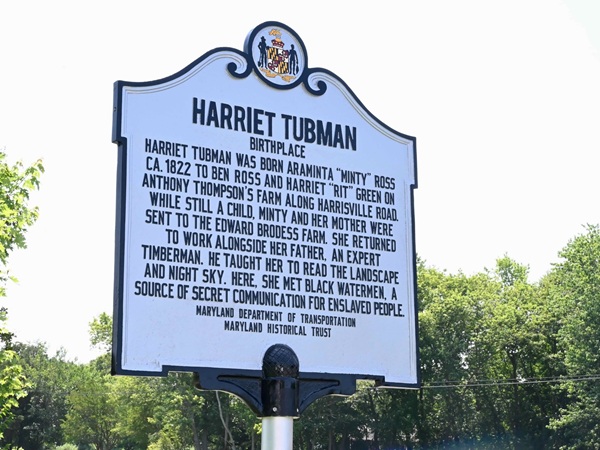 HARRIET TUBMAN
BIRTHPLACE
HARRIET TUBMAN WAS BORN ARAMINTA "MINTY" ROSS
CA. 1822 TO BEN ROSS AND HARRIET "RIT" GREEN ON
ANTHONY THOMPSON'S FARM ALONG HARRISVILLE ROAD.
WHILE STILL A CHILD, MINTY AND HER MOTHER WERE
SENT TO THE EDWARD BRODESS FARM. SHE RETURNED
TO WORK ALONGSIDE HER FATHER, AN EXPERT
TIMBERMAN. HE TAUGHT HER TO READ THE LANDSCAPE
AND NIGHT SKY. HERE, SHE MET BLACK WATERMEN, A
SOURCE OF SECRET COMMUNICATION FOR ENSLAVED PEOPLE.
MARYLAND DEPARTMENT OF TRANSPORTATION
MARYLAND HISTORICAL TRUST